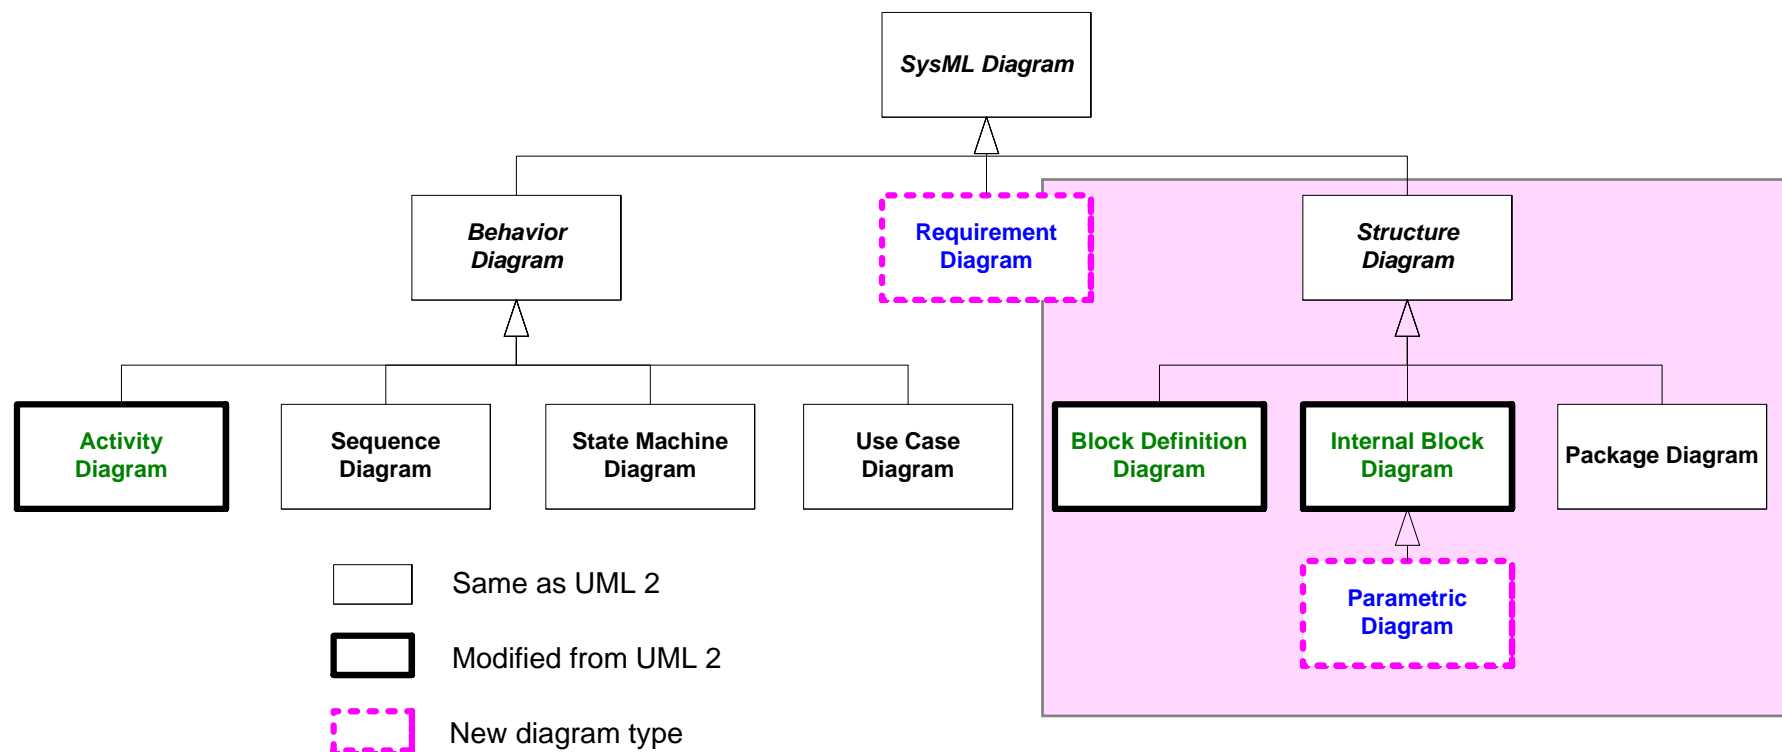 SysML Diagram
Behavior
Diagram
Requirement
Diagram
Structure
Diagram
Activity
Diagram
Sequence
Diagram
State Machine
Diagram
Use Case
Diagram
Block Definition
Diagram
Internal Block
Diagram
Package Diagram
Parametric
Diagram
Same as UML 2
Modified from UML 2
New diagram type